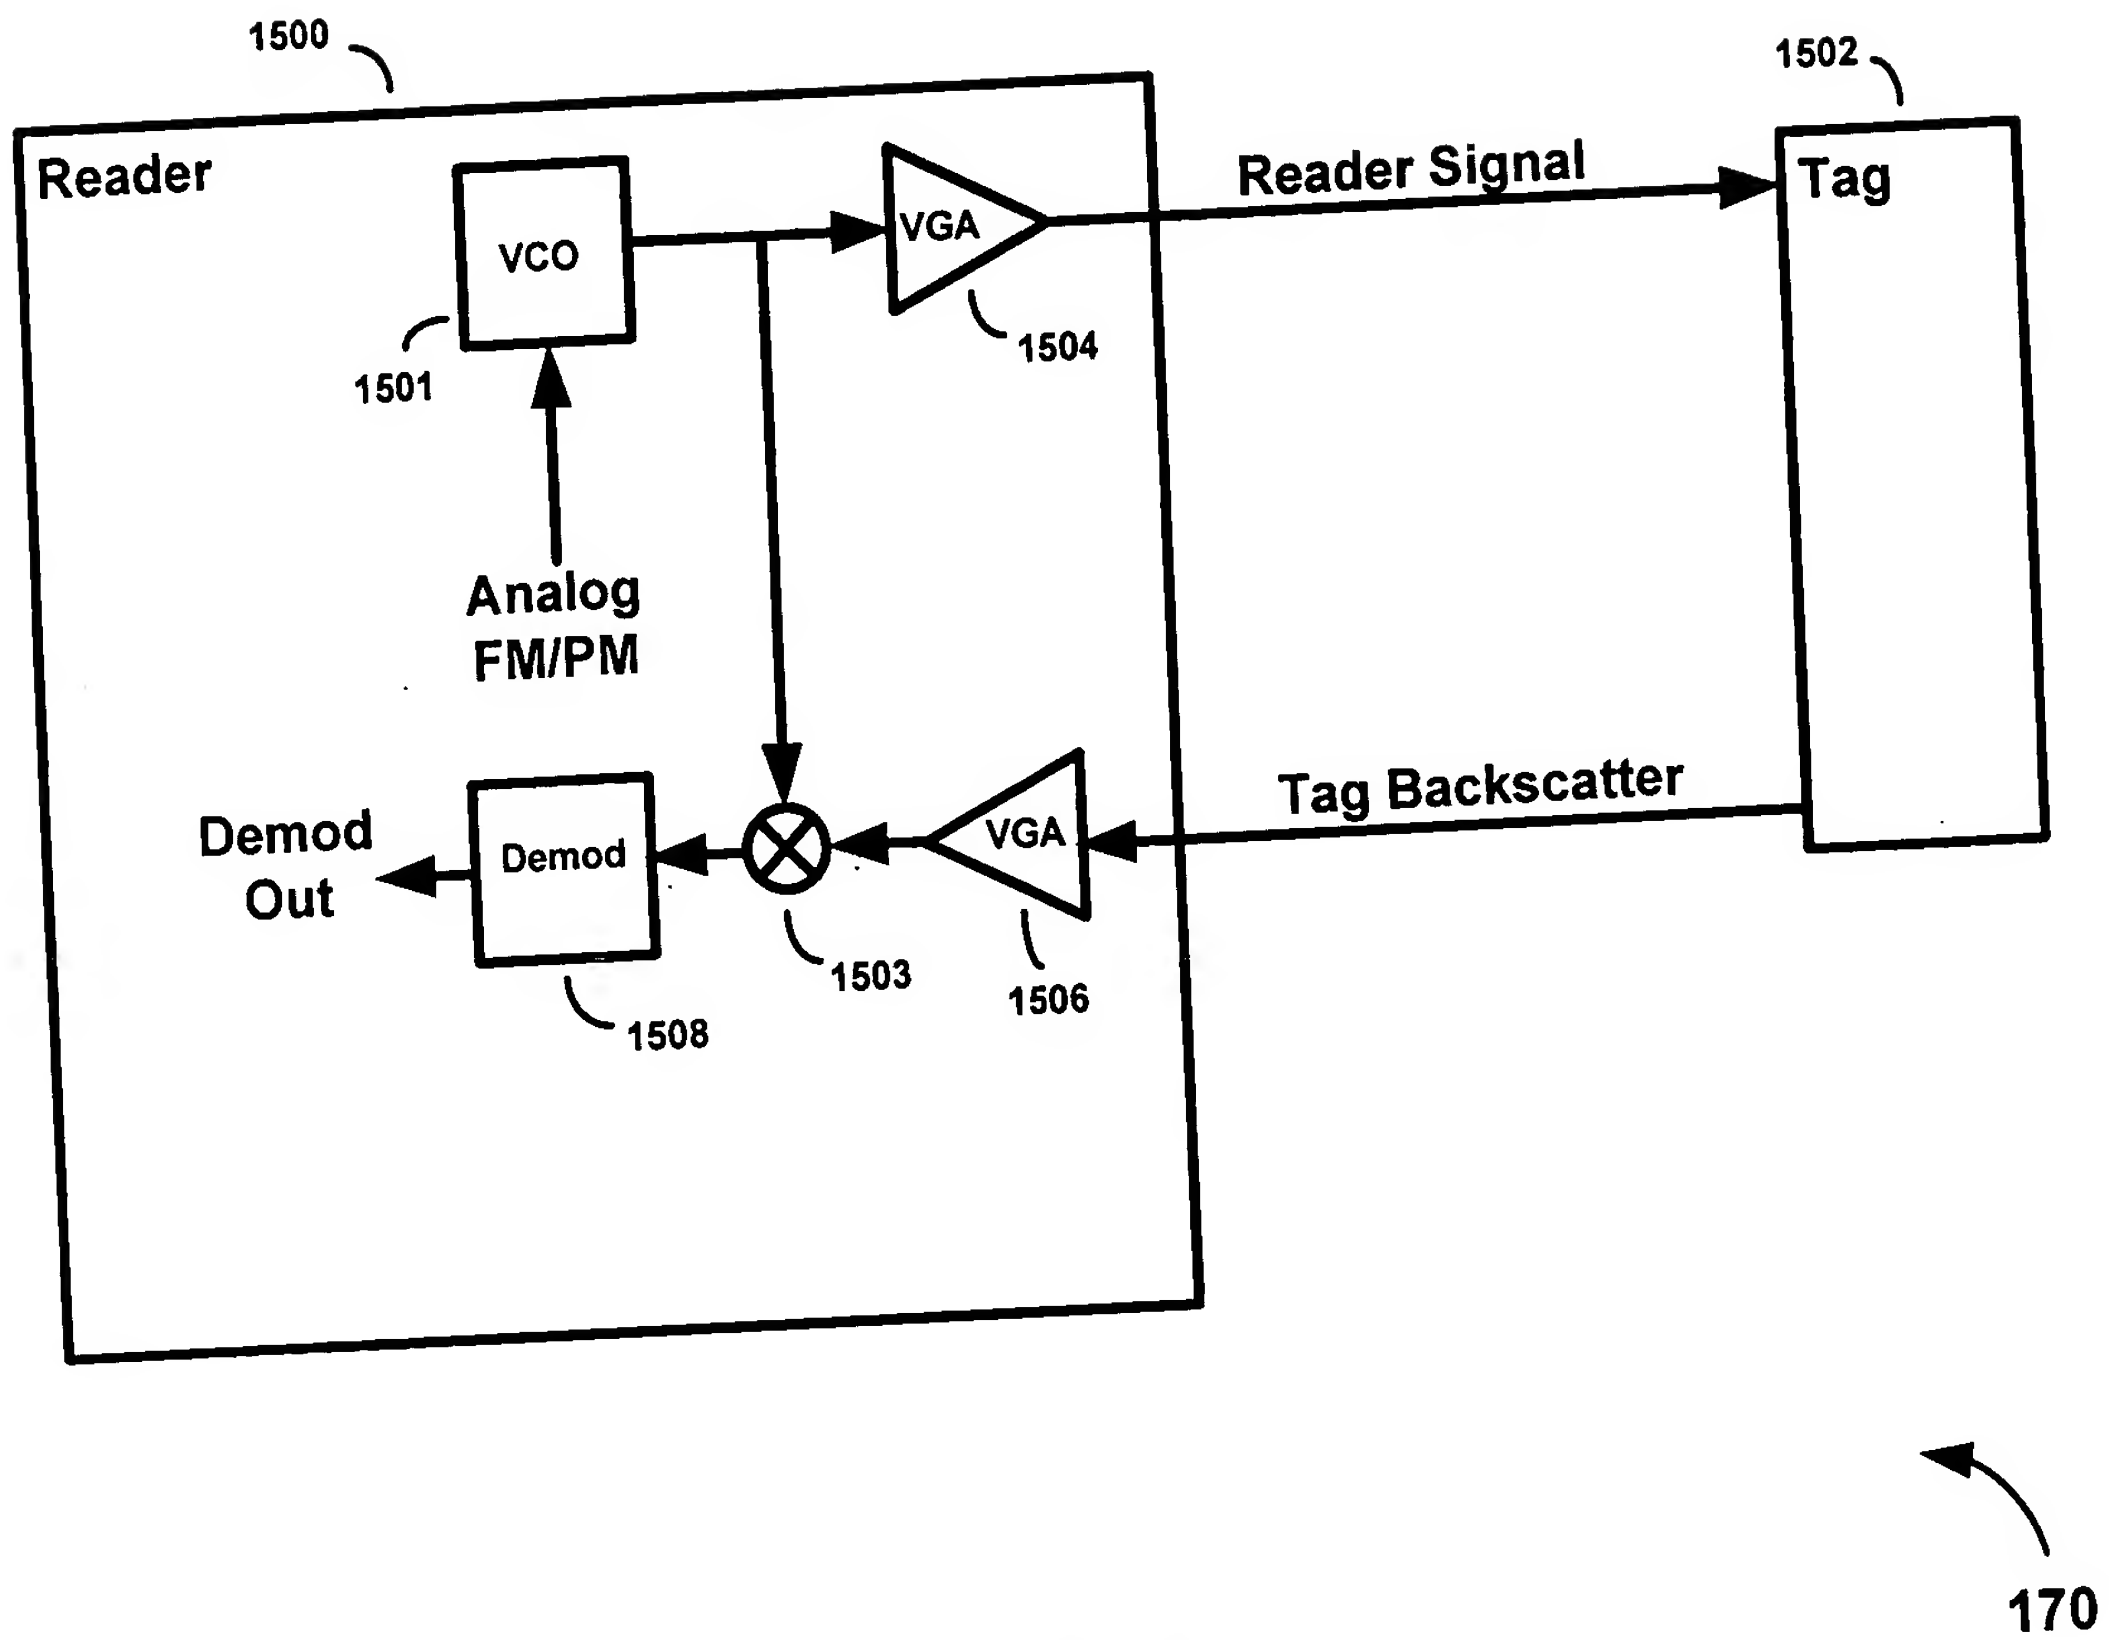 1500
1502
Reader
Reader Signal
Tag
VCO
VGA
1504
1501
Analog
FM/PM
Tag Backscatter
Demod
Out
Demod
VGA
1503
1506
1508
170